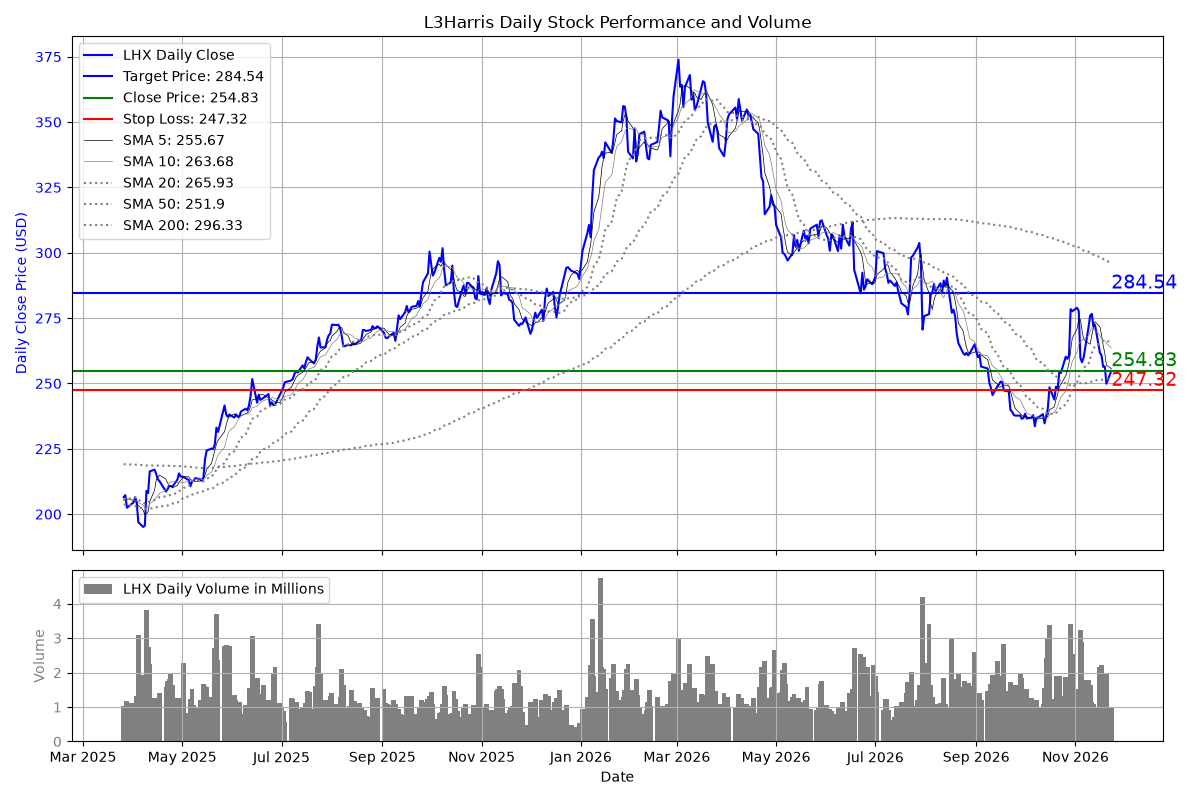 L3Harris Daily Stock Performance and Volume
375
350
325
300
275
250
225
200
Daily Close Price (USD)
LHX Daily Close
Target Price: 284.54
Close Price: 254.83
Stop Loss: 247.32
SMA 5: 255.67
SMA 10: 263.68
SMA 20: 265.93
SMA 50: 251.9
SMA 200: 296.33
284.54
254.83
247.32
LHX Daily Volume in Millions
4
3
2
1
0
Volume
Mar 2025
May 2025
Jul 2025
Sep 2025
Nov 2025
Jan 2026
Mar 2026
May 2026
Jul 2026
Sep 2026
Nov 2026
Date